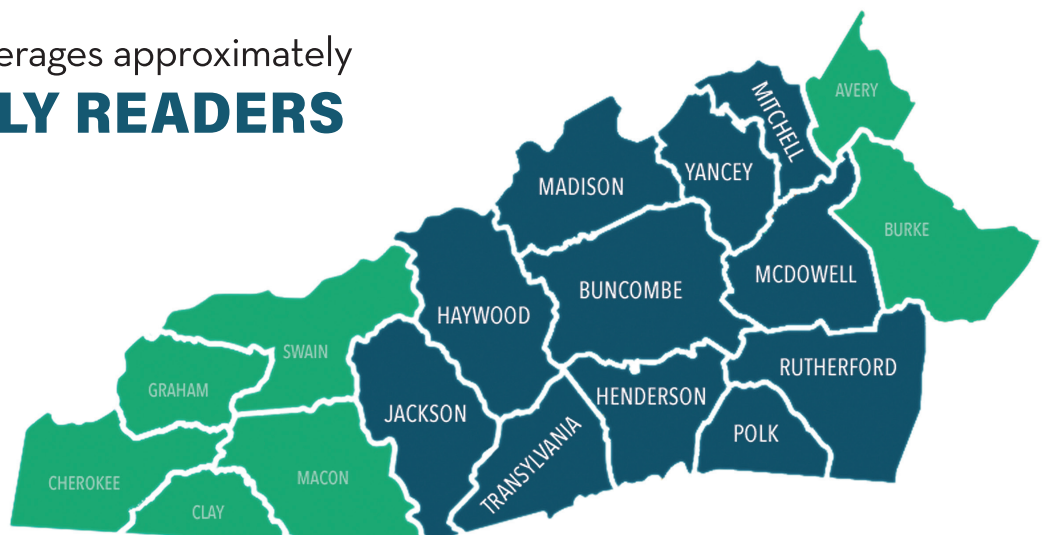 erages approximately
LY READERS
AVERY
MITCHELL
YANCEY
MADISON
BURKE
MCDOWELL
BUNCOMBE
HAYWOOD
SWAIN
RUTHERFORD
GRAHAM
HENDERSON
JACKSON
POLK
TRANSYLVANIA
MACON
CHEROKEE
CLAY